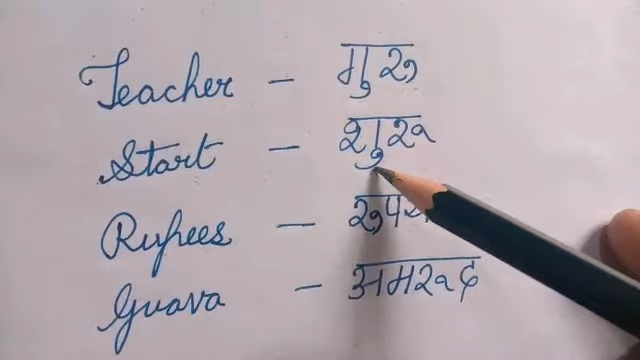 Teacher - गुरु
Start - शुरू
Rupees -
Guava - अमरूद